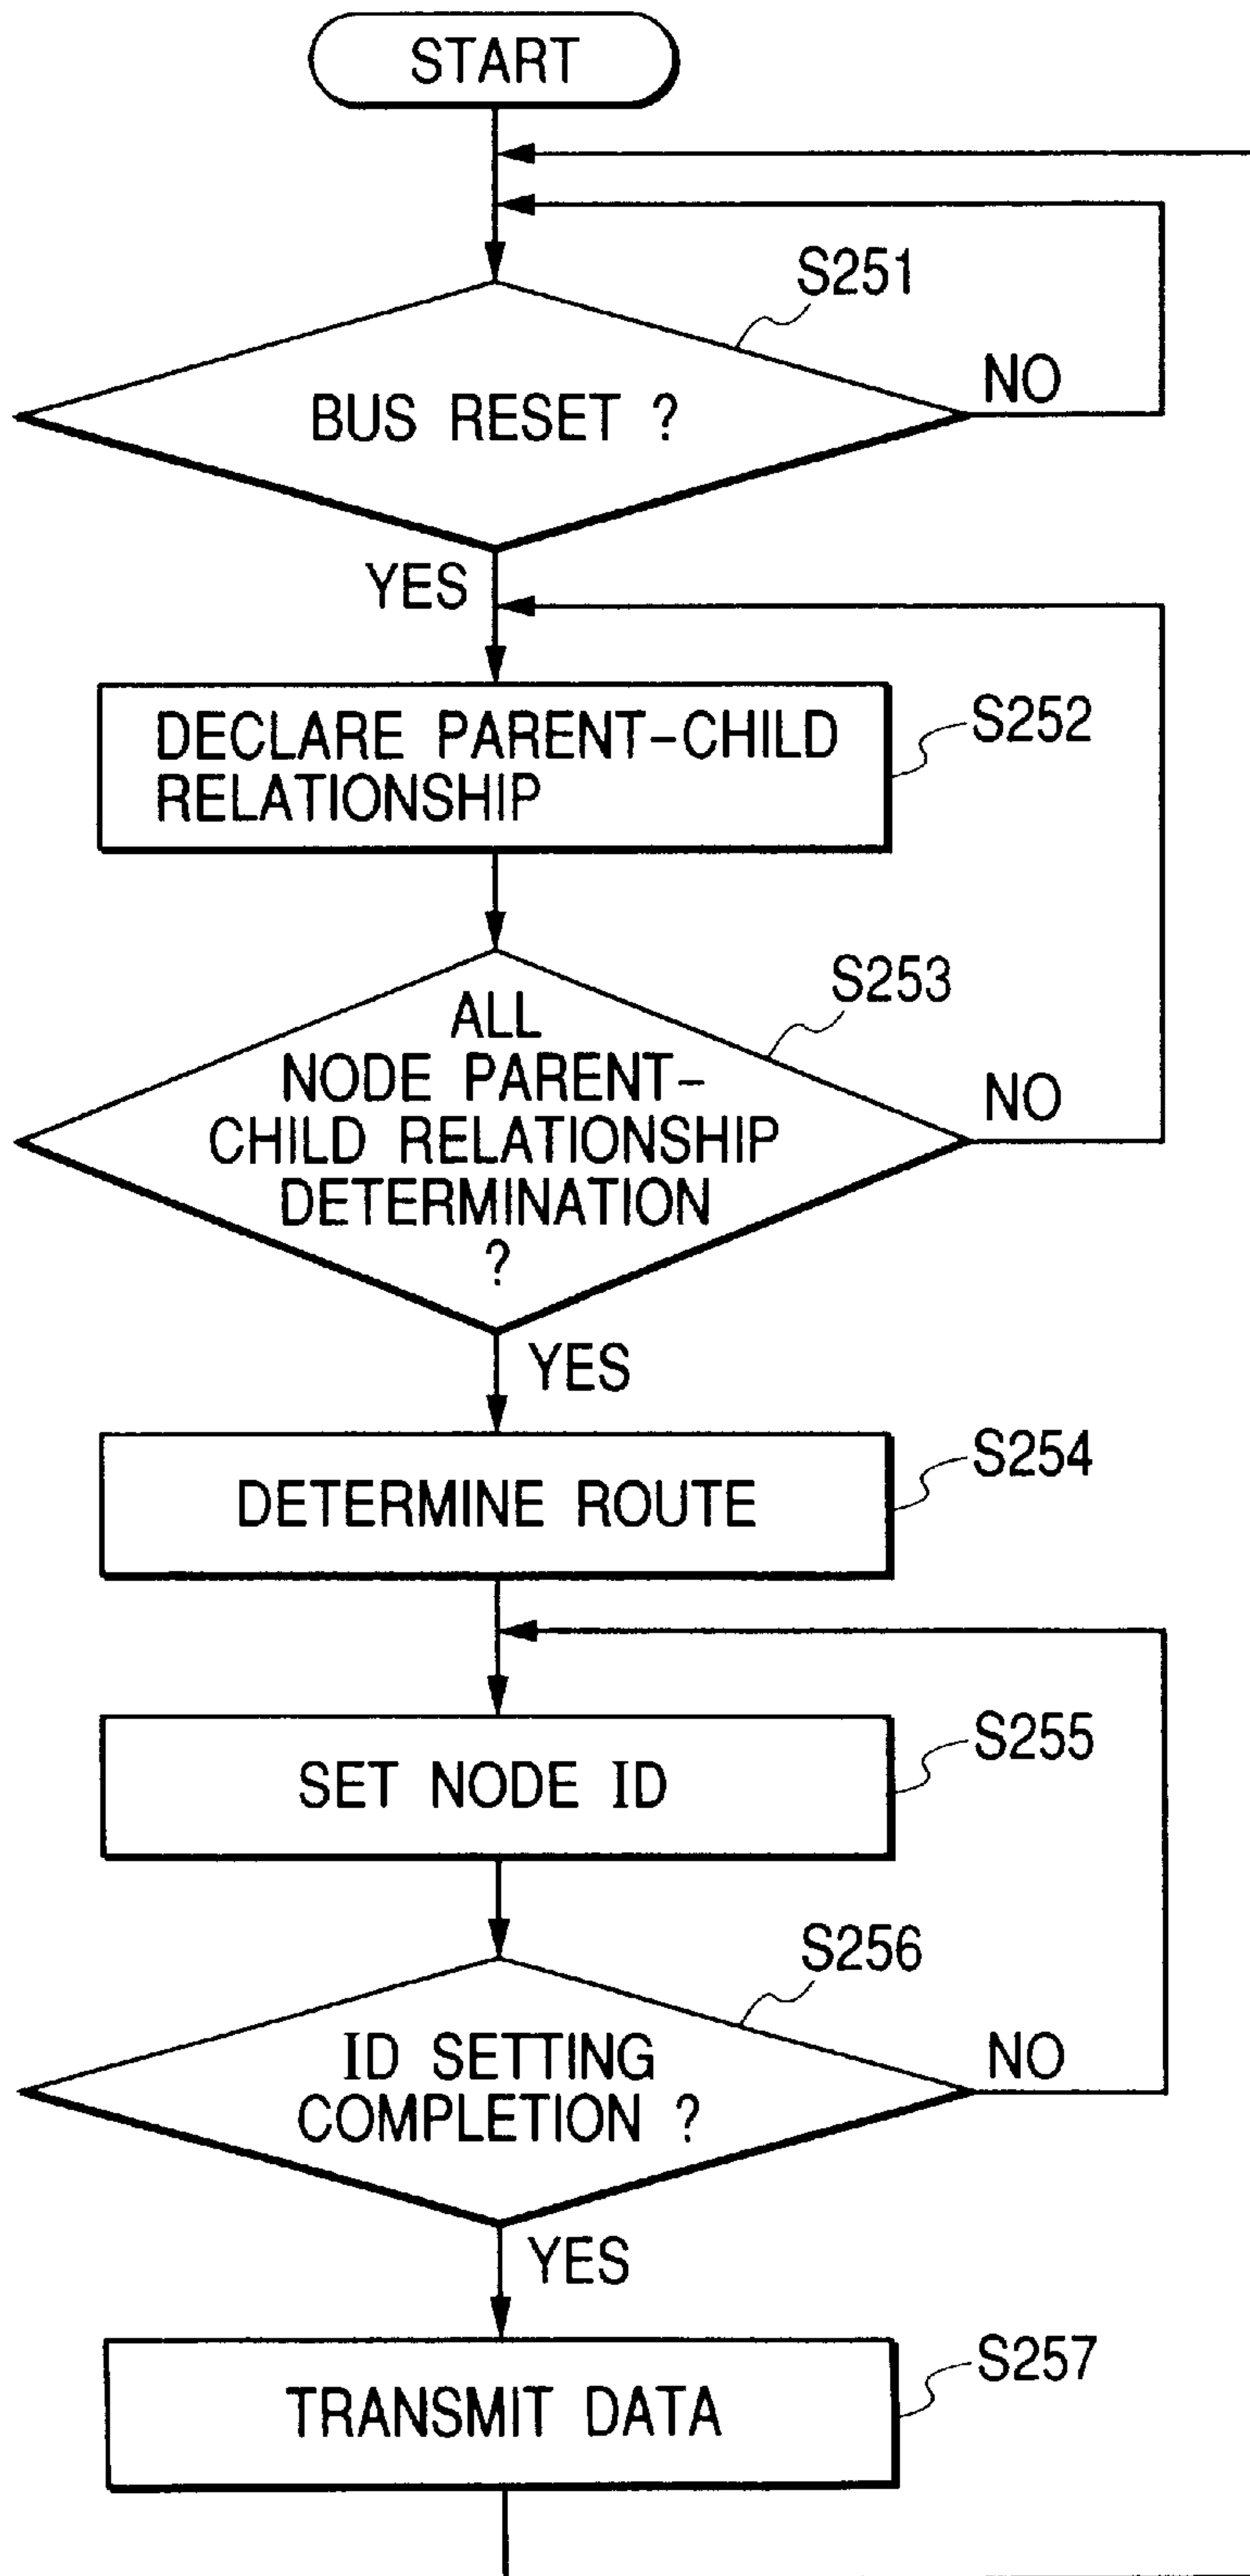 START
S251
BUS RESET ?
NO
YES
DECLARE PARENT-CHILD
RELATIONSHIP
S252
S253
ALL
NODE PARENT-
CHILD RELATIONSHIP
DETERMINATION
?
NO
YES
DETERMINE ROUTE
S254
SET NODE ID
S255
S256
ID SETTING
COMPLETION ?
NO
YES
TRANSMIT DATA
S257